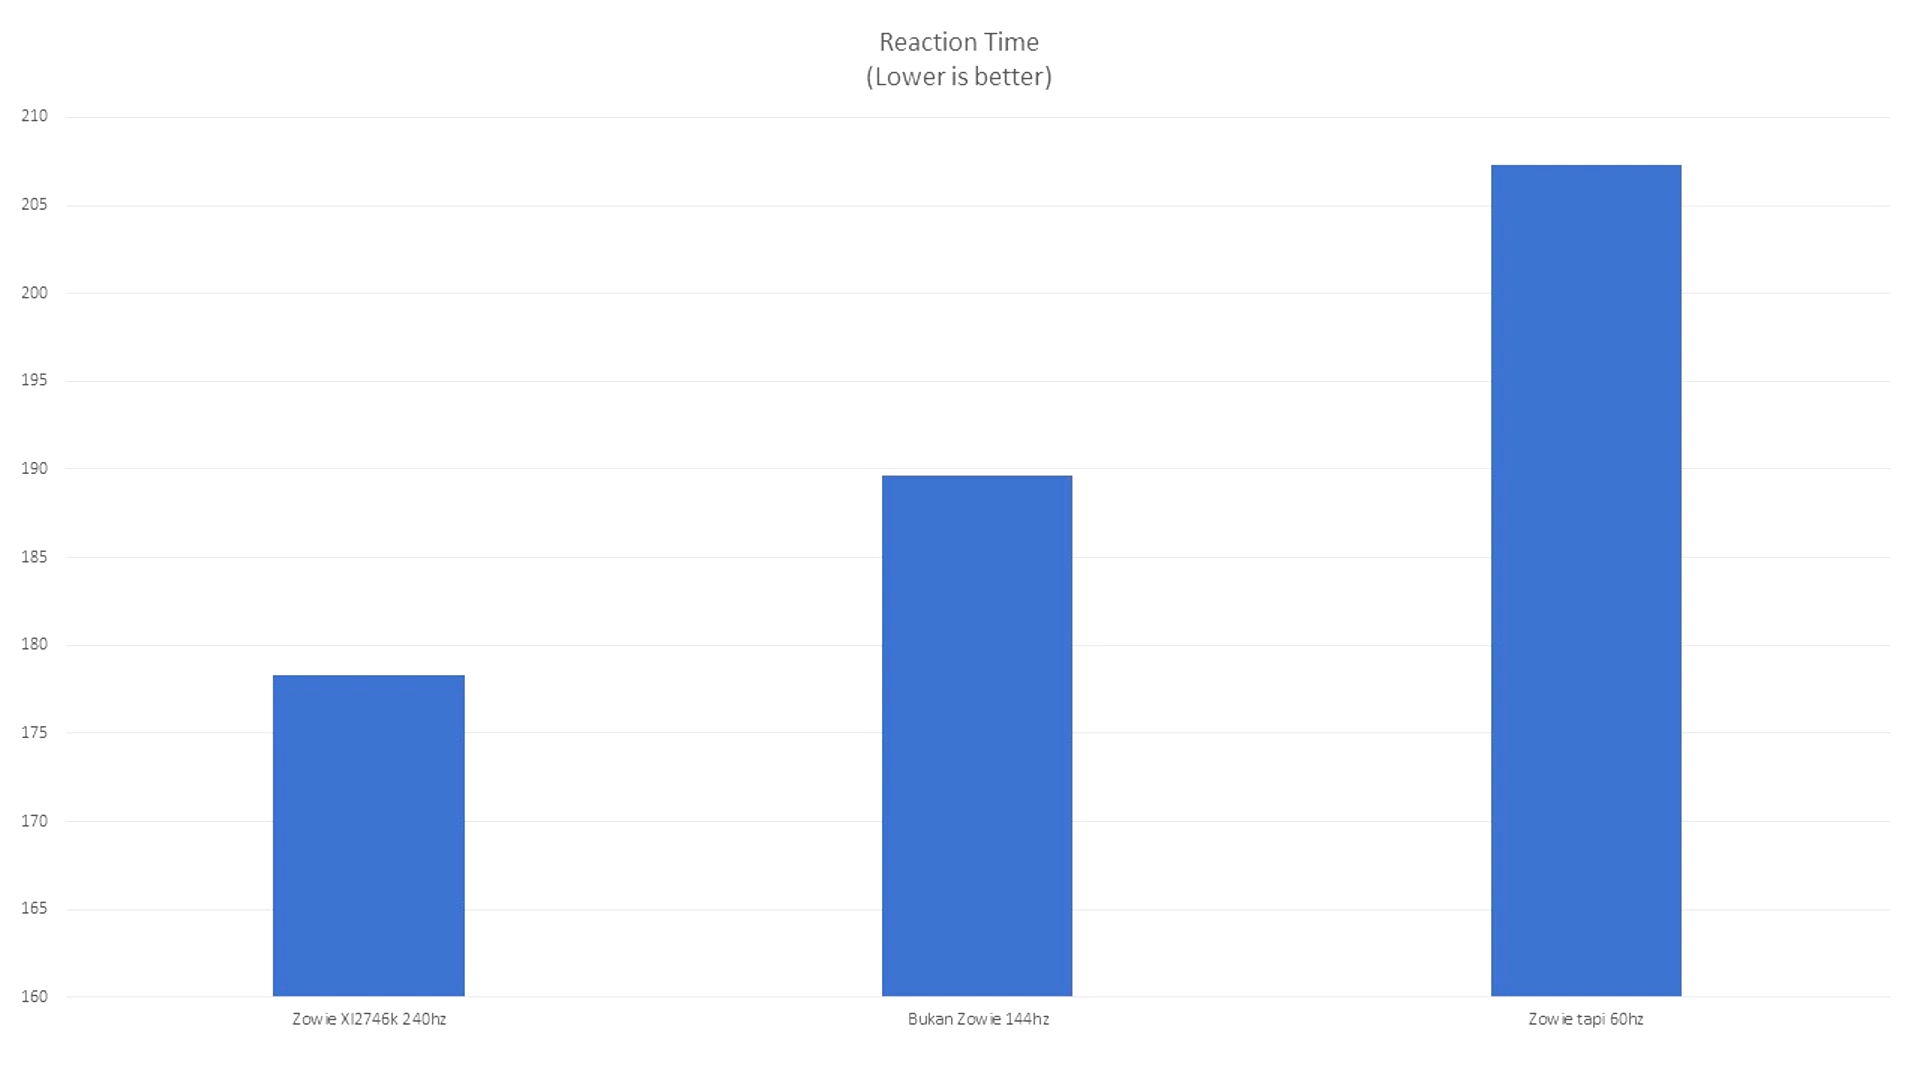 Reaction Time
(Lower is better)
210
205
200
195
190
185
180
175
170
165
160
Zowie Xl2746k 240hz
Bukan Zowie 144hz
Zowie tapi 60hz